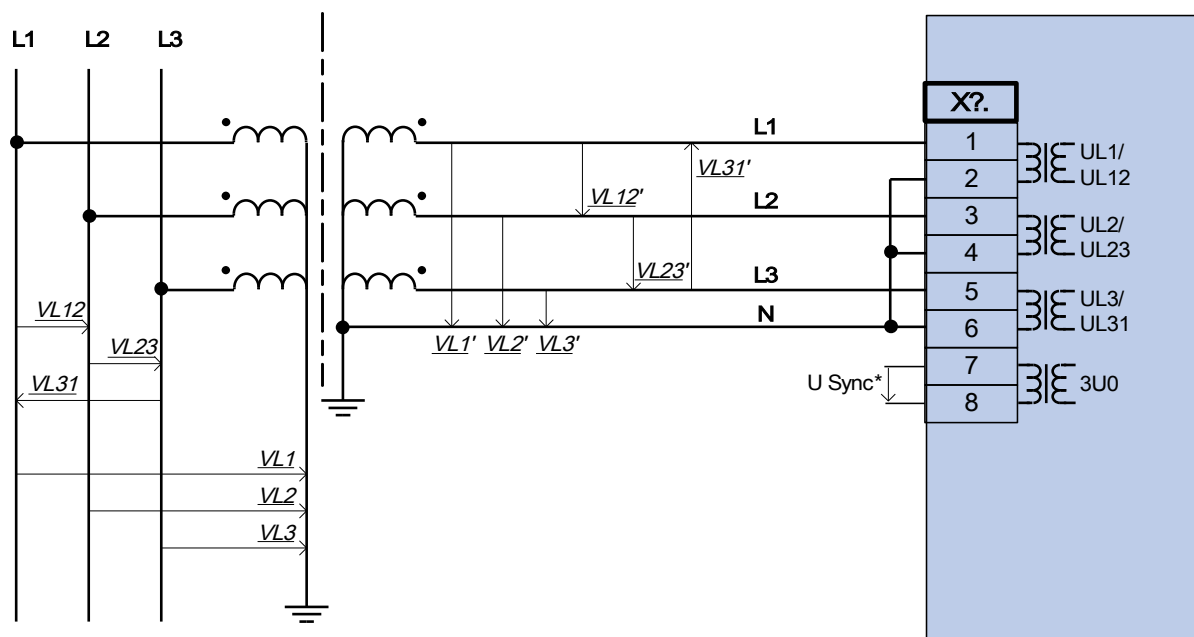 L1 L2 L3
X?.
L1
1
UL1/
UL12
VL31'
2
VL12'
L2
3
UL2/
UL23
4
VL23'
L3
5
UL3/
UL31
VL12
N
6
VL1' VL2' VL3'
VL23
7
U Sync*
3U0
VL31
8
VL1
VL2
VL3